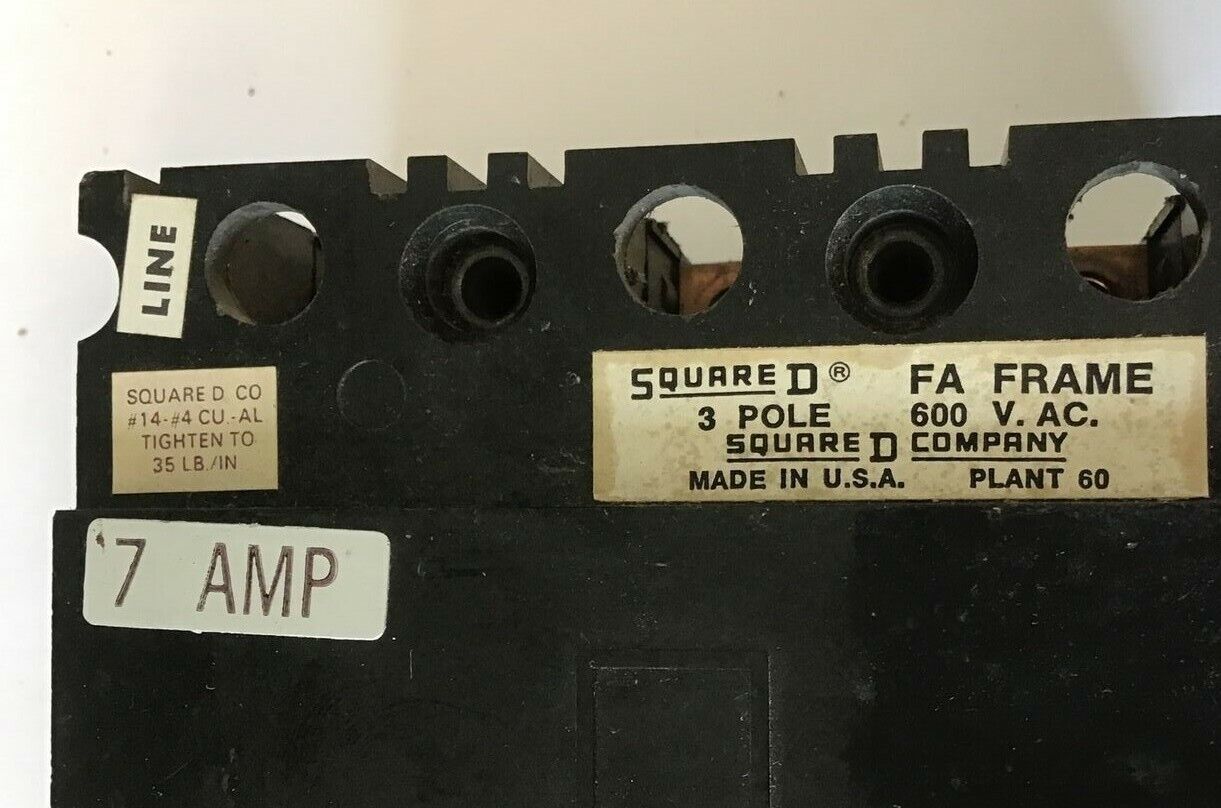 LINE
SQUARE D CO
#14-#4 CU.-AL
TIGHTEN TO
35 LB./IN
SQUARE D® FA FRAME
3 POLE 600 V. AC.
SQUARE D COMPANY
MADE IN U.S.A. PLANT 60
7 AMP